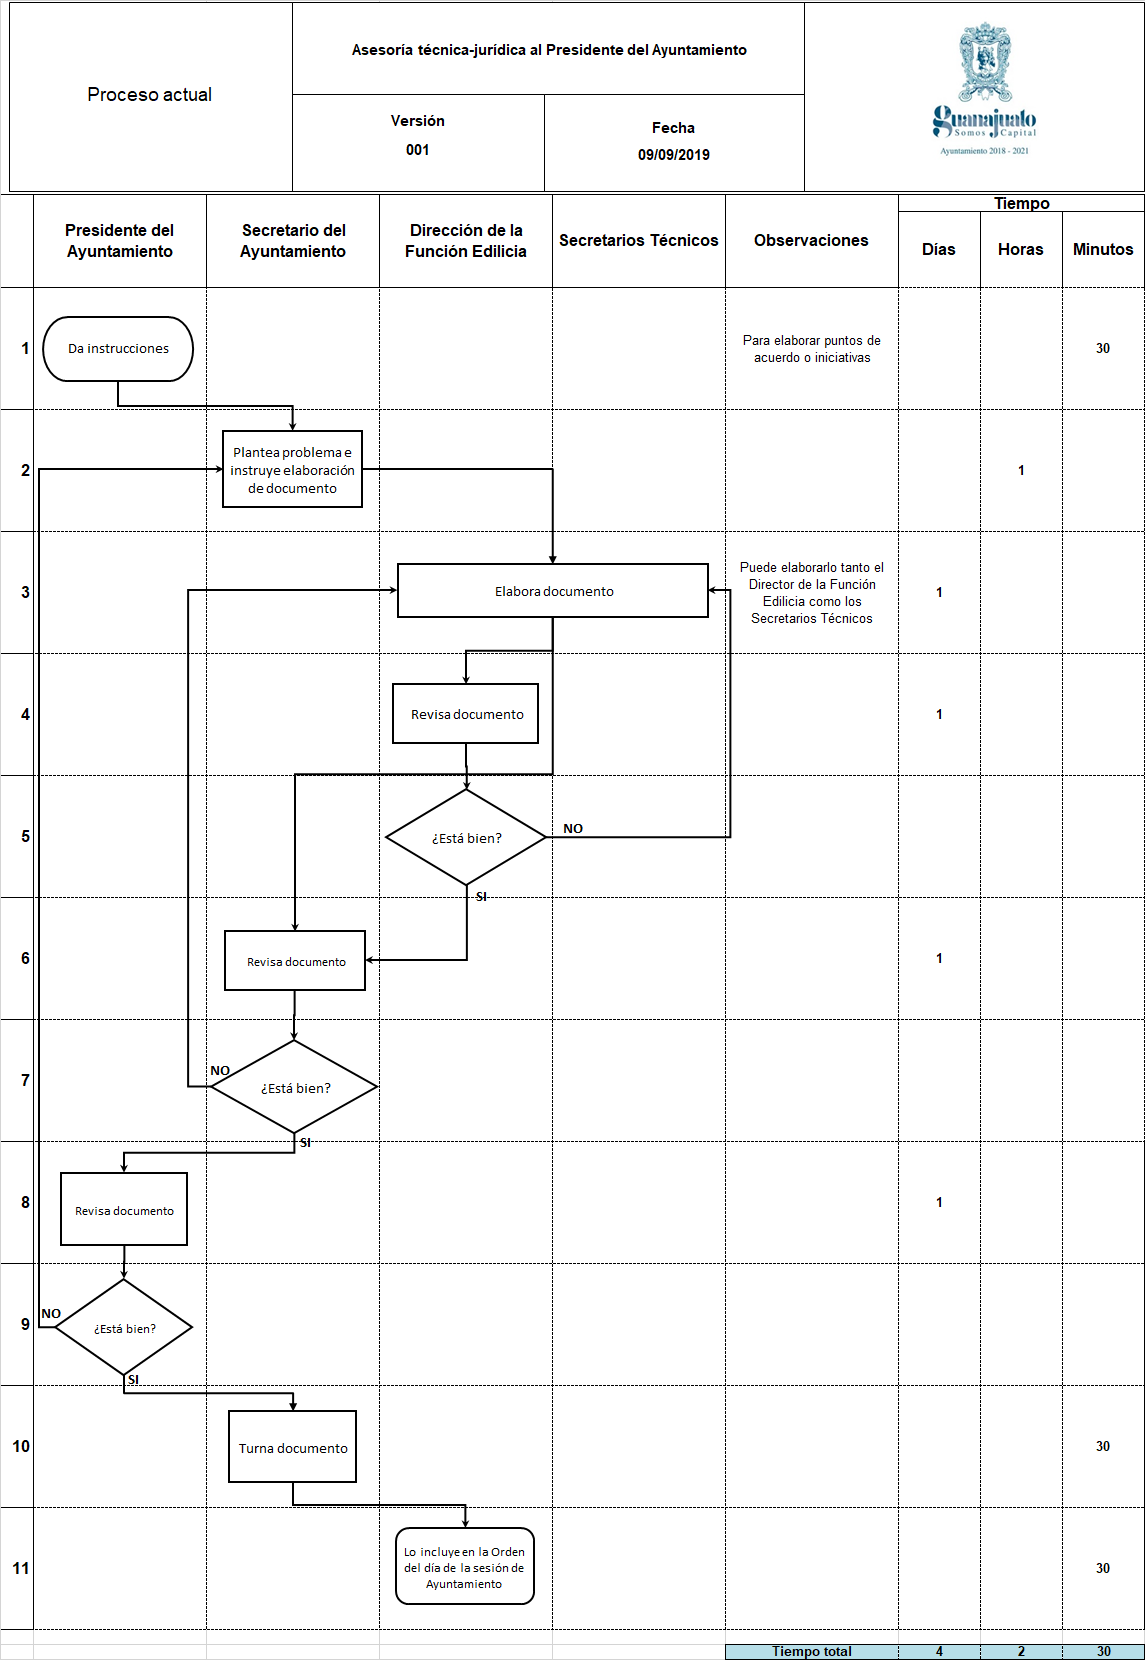 Proceso actual
Asesoría técnica-jurídica al Presidente del Ayuntamiento
Versión
001
Fecha
09/09/2019
guanajuato
Somos Capital
Ayuntamiento 2018 - 2021
Presidente del
Ayuntamiento
Secretario del
Ayuntamiento
Dirección de la
Función Edilicia
Secretarios Técnicos
Observaciones
Tiempo
Días
Horas
Minutos
1
Da instrucciones
Para elaborar puntos de
acuerdo o iniciativas
30
2
Plantea problema e
instruye elaboración
de documento
1
3
Elabora documento
Puede elaborarlo tanto el
Director de la Función
Edilicia como los
Secretarios Técnicos
1
4
Revisa documento
1
5
¿Está bien?
NO
SI
6
Revisa documento
1
7
NO
¿Está bien?
SI
8
Revisa documento
1
9
NO
¿Está bien?
SI
10
Turna documento
30
11
Lo incluye en la Orden
del día de la sesión de
Ayuntamiento
30
Tiempo total
4
2
30